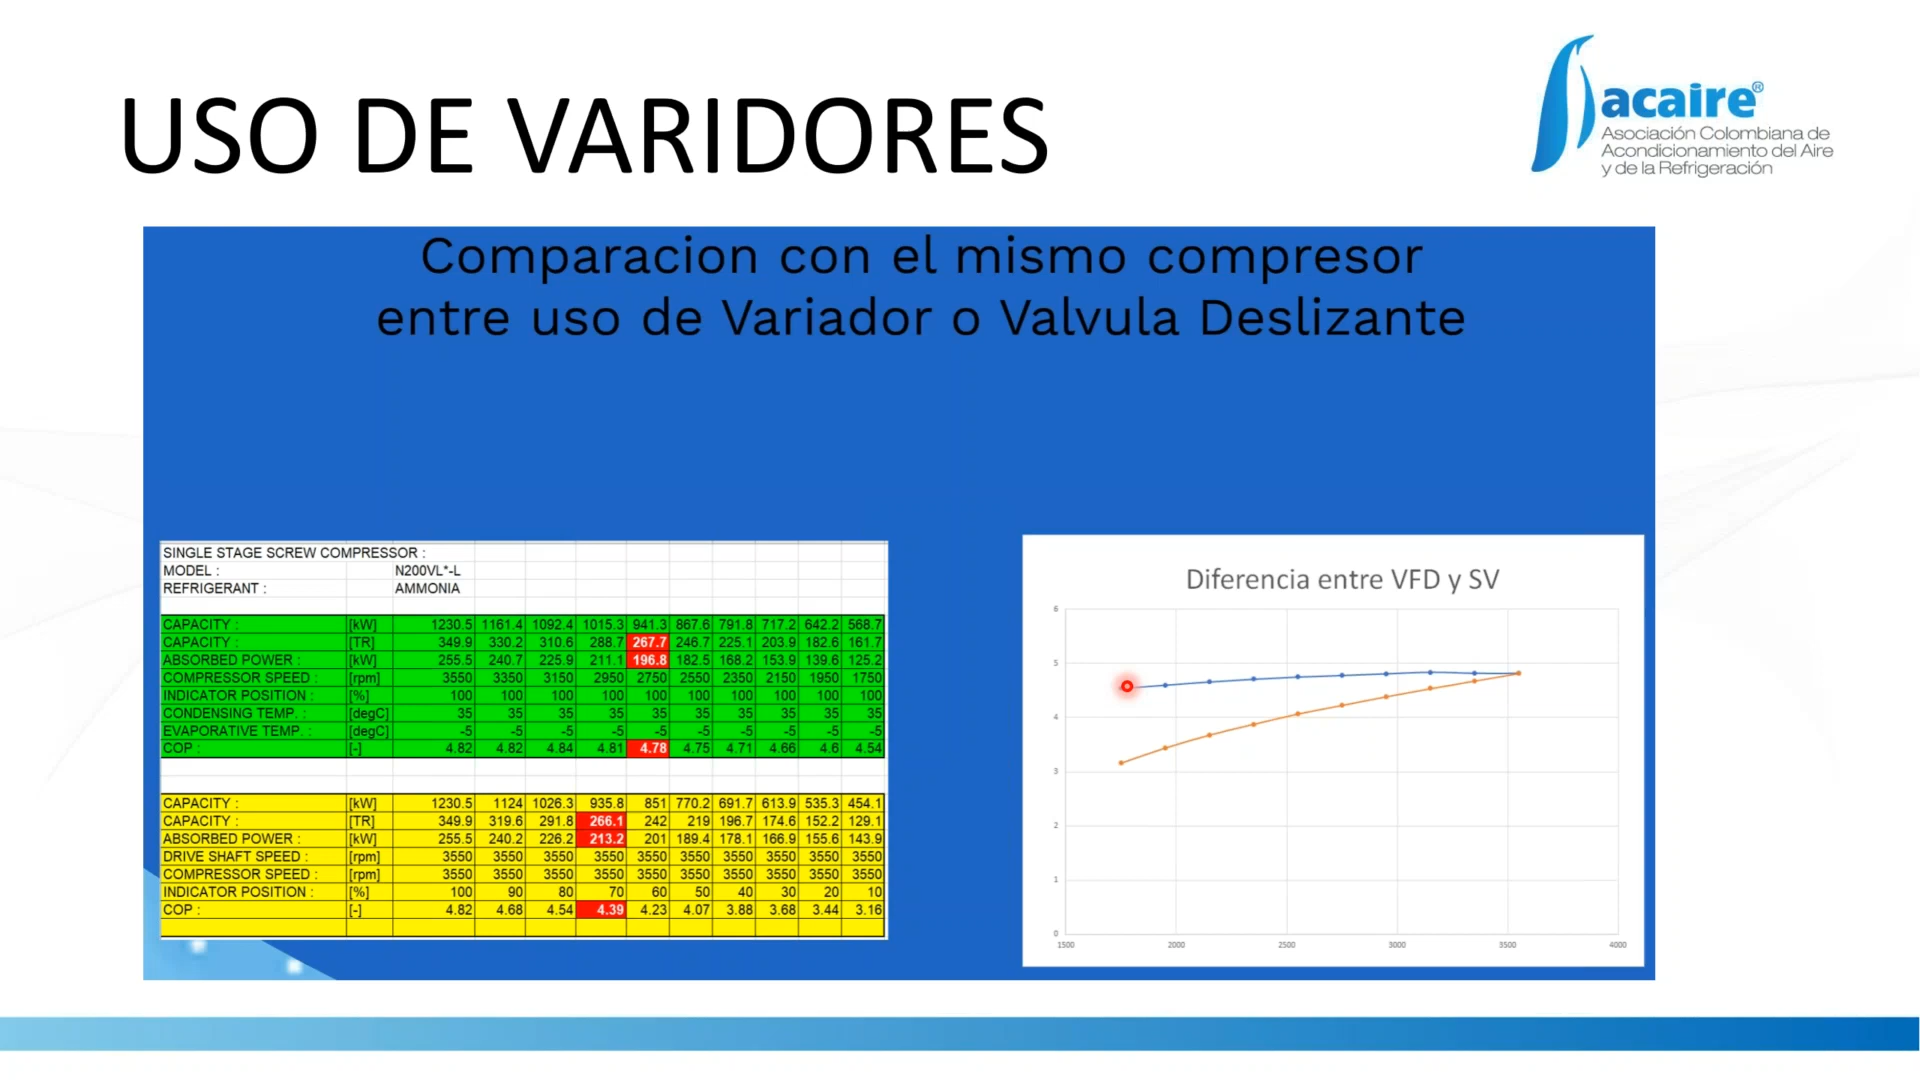 USO DE VARIDORES
acaire®
Asociación Colombiana de
Acondicionamiento del Aire
y de la Refrigeración
Comparacion con el mismo compresor
entre uso de Variador o Valvula Deslizante
SINGLE STAGE SCREW COMPRESSOR :
MODEL : N200VL*-L
REFRIGERANT : AMMONIA
CAPACITY : [kW] 1230.5 1161.4 1092.4 1015.3 941.3 867.6 791.8 717.2 642.2 568.7
CAPACITY : [TR] 349.9 330.2 310.6 288.7 267.7 246.7 225.1 203.9 182.6 161.7
ABSORBED POWER : [kW] 255.5 240.7 225.9 211.1 196.8 182.5 168.2 153.9 139.6 125.2
COMPRESSOR SPEED : [rpm] 3550 3350 3150 2950 2750 2550 2350 2150 1950 1750
INDICATOR POSITION : [%] 100 100 100 100 100 100 100 100 100 100
CONDENSING TEMP. : [degC] 35 35 35 35 35 35 35 35 35 35
EVAPORATIVE TEMP. : [degC] -5 -5 -5 -5 -5 -5 -5 -5 -5 -5
COP : [-] 4.82 4.82 4.84 4.81 4.78 4.75 4.71 4.66 4.6 4.54
CAPACITY : [kW] 1230.5 1124 1026.3 935.8 851 770.2 691.7 613.9 535.3 454.1
CAPACITY : [TR] 349.9 319.6 291.8 266.1 242 219 196.7 174.6 152.2 129.1
ABSORBED POWER : [kW] 255.5 240.2 226.2 213.2 201 189.4 178.1 166.9 155.6 143.9
DRIVE SHAFT SPEED : [rpm] 3550 3550 3550 3550 3550 3550 3550 3550 3550 3550
COMPRESSOR SPEED : [rpm] 3550 3550 3550 3550 3550 3550 3550 3550 3550 3550
INDICATOR POSITION : [%] 100 90 80 70 60 50 40 30 20 10
COP : [-] 4.82 4.68 4.54 4.39 4.23 4.07 3.88 3.68 3.44 3.16
Diferencia entre VFD y SV
6
5
4
3
2
1
0
1500 2000 2500 3000 3500 4000